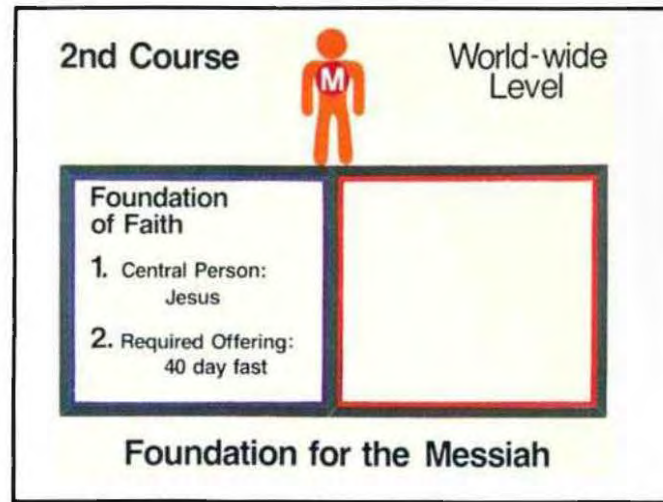 2nd Course
M
World-wide
Level
Foundation
of Faith
1. Central Person:
Jesus
2. Required Offering:
40 day fast
Foundation for the Messiah